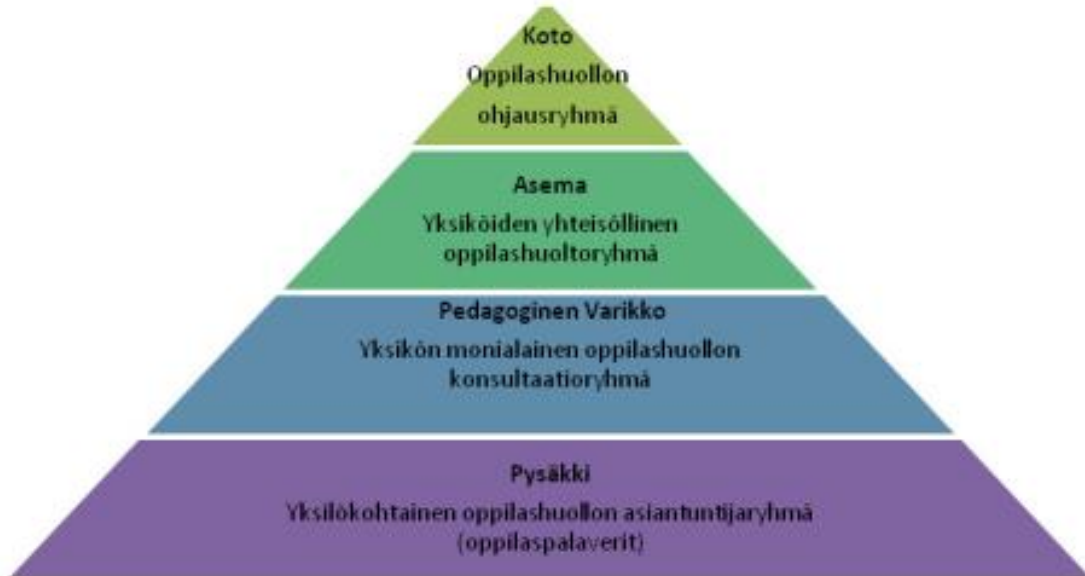 Koto
Oppilashuollon
ohjausryhmä
Asema
Yksiköiden yhteisöllinen
oppilashuoltoryhmä
Pedagoginen Varikko
Yksikön monialainen oppilashuollon
konsultaatioryhmä
Pysäkki
Yksilökohtainen oppilashuollon asiantuntijaryhmä
(oppilaspalaverit)